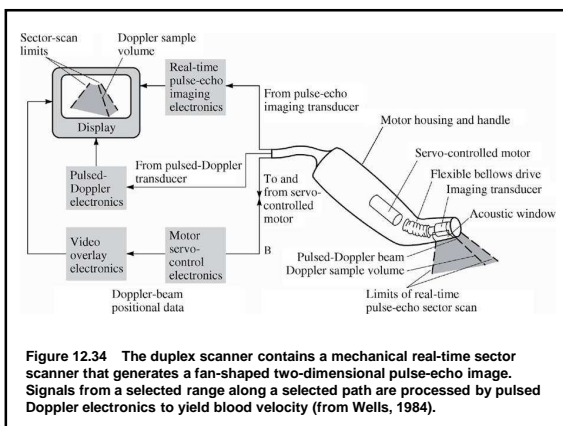 Sector-scan
limits
Doppler sample
volume
Real-time
pulse-echo
imaging
electronics
From pulse-echo
imaging transducer
Display
Motor housing and handle
Servo-controlled motor
Flexible bellows drive
Imaging transducer
Acoustic window
Pulsed-
Doppler
electronics
From pulsed-Doppler
transducer
To and
from servo-
controlled
motor
Video
overlay
electronics
Motor
servo-
control
electronics
B
Pulsed-Doppler beam
Doppler sample volume
Limits of real-time
pulse-echo sector scan
Doppler-beam
positional data
Figure 12.34 The duplex scanner contains a mechanical real-time sector
scanner that generates a fan-shaped two-dimensional pulse-echo image.
Signals from a selected range along a selected path are processed by pulsed
Doppler electronics to yield blood velocity (from Wells, 1984).